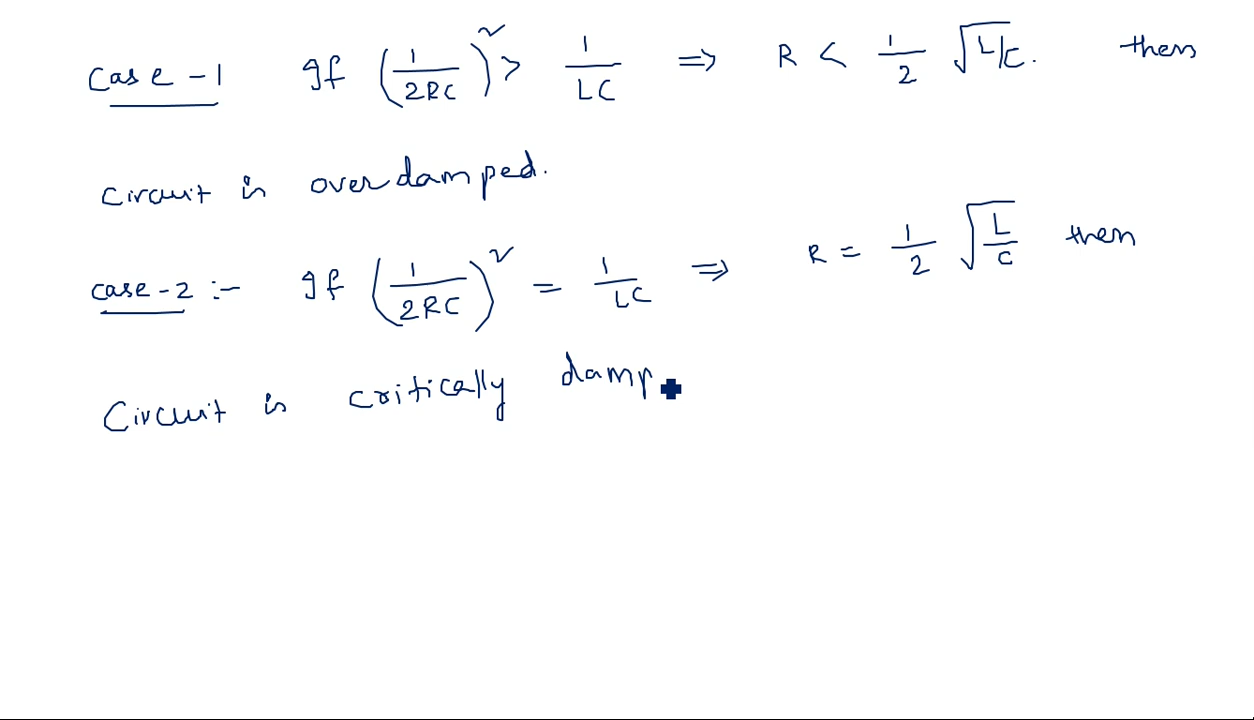 Case -1 If (1/2RC)² > 1/LC ⇒ R < 1/2 √L/C. then
Circuit is overdamped.
Case -2 :- If (1/2RC)² = 1/LC ⇒ R = 1/2 √L/C then
Circuit is critically damp